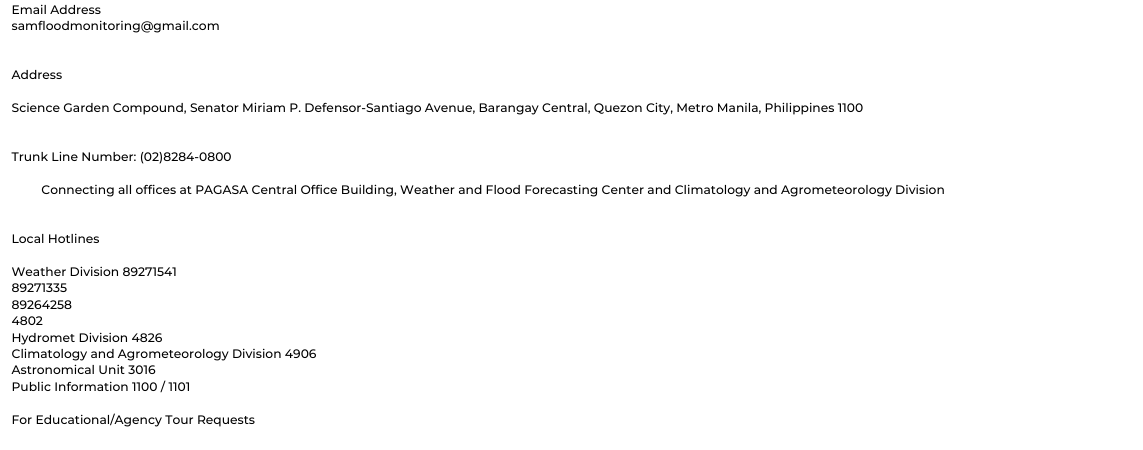 Email Address
samfloodmonitoring@gmail.com
Address
Science Garden Compound, Senator Miriam P. Defensor-Santiago Avenue, Barangay Central, Quezon City, Metro Manila, Philippines 1100
Trunk Line Number: (02)8284-0800
Connecting all offices at PAGASA Central Office Building, Weather and Flood Forecasting Center and Climatology and Agrometeorology Division
Local Hotlines
Weather Division 89271541
89271335
89264258
4802
Hydromet Division 4826
Climatology and Agrometeorology Division 4906
Astronomical Unit 3016
Public Information 1100 / 1101
For Educational/Agency Tour Requests